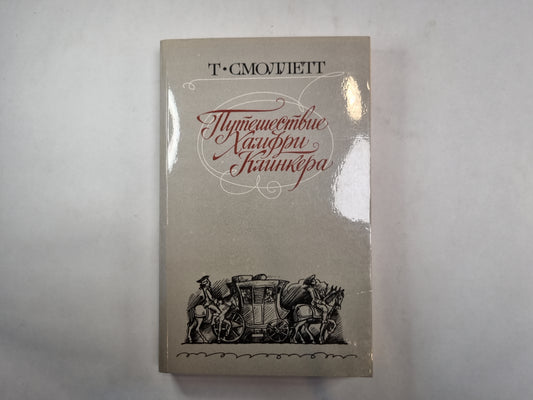 Т·СМОЛЛЕТТ
Путешествие
Хамфри
Клинкера